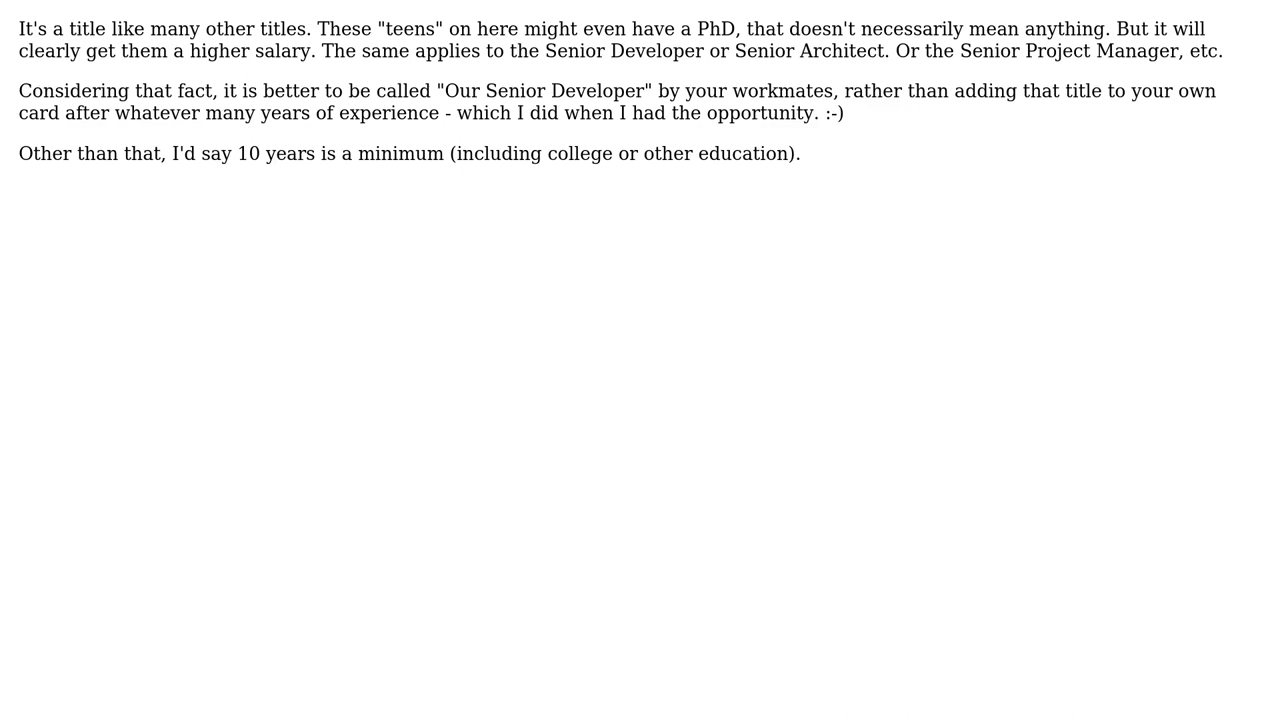 It's a title like many other titles. These "teens" on here might even have a PhD, that doesn't necessarily mean anything. But it will
clearly get them a higher salary. The same applies to the Senior Developer or Senior Architect. Or the Senior Project Manager, etc.
Considering that fact, it is better to be called "Our Senior Developer" by your workmates, rather than adding that title to your own
card after whatever many years of experience - which I did when I had the opportunity. :-)
Other than that, I'd say 10 years is a minimum (including college or other education).